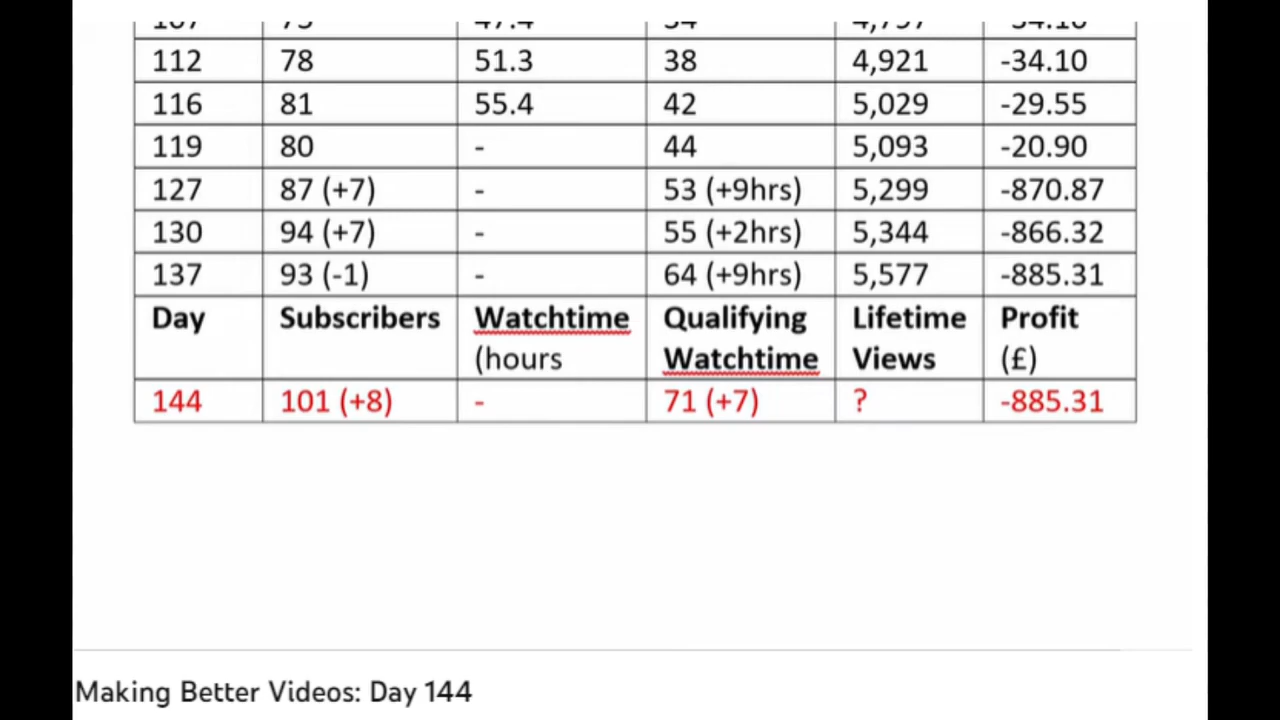 112 78 51.3 38 4,921 -34.10
116 81 55.4 42 5,029 -29.55
119 80 - 44 5,093 -20.90
127 87 (+7) - 53 (+9hrs) 5,299 -870.87
130 94 (+7) - 55 (+2hrs) 5,344 -866.32
137 93 (-1) - 64 (+9hrs) 5,577 -885.31
Day Subscribers Watchtime Qualifying Lifetime Profit
(hours Watchtime Views (£)
144 101 (+8) - 71 (+7) ? -885.31
Making Better Videos: Day 144